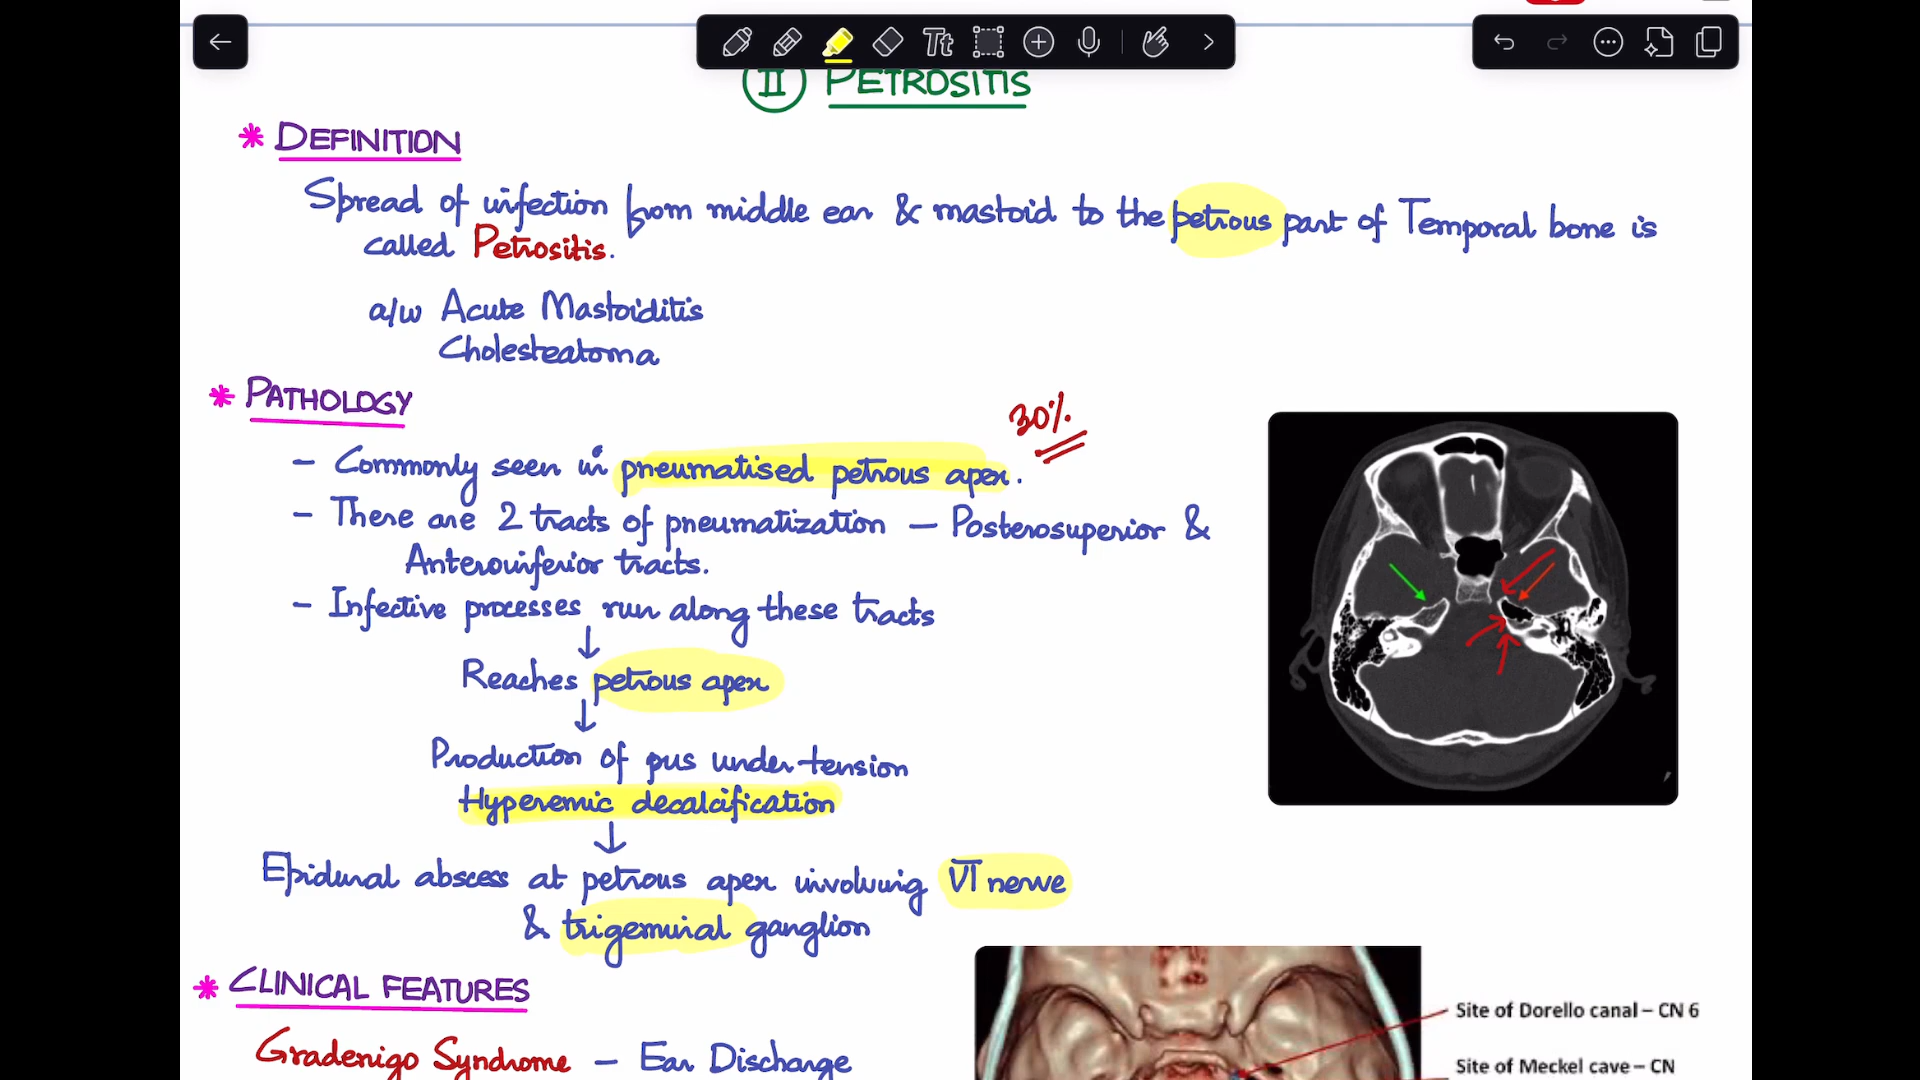 Tt
II PETROSITIS
* DEFINITION
Spread of infection from middle ear & mastoid to the petrous part of Temporal bone is
called Petrositis.
a/w Acute Mastoiditis
Cholesteatoma
* PATHOLOGY
30%
- Commonly seen in pneumatised petrous apex.
- There are 2 tracts of pneumatization - Posterosuperior &
Anteroinferior tracts.
- Infective processes run along these tracts
↓
Reaches petrous apex
↓
Production of pus under tension
Hyperemic decalcification
↓
Epidural abscess at petrous apex involving VI nerve
& trigeminal ganglion
* CLINICAL FEATURES
Gradenigo Syndrome - Ear Discharge
Site of Dorello canal – CN 6
Site of Meckel cave – CN